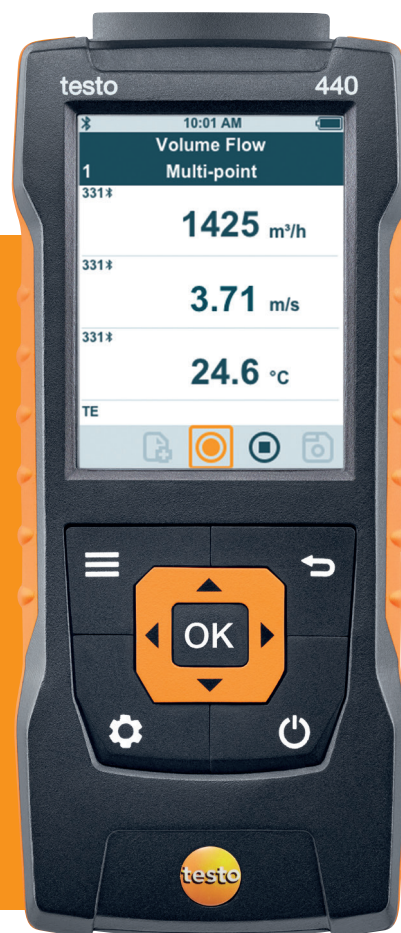 testo 440
10:01 AM
Volume Flow
1 Multi-point
331
1425 m³/h
331
3.71 m/s
331
24.6 °C
TE
OK
testo